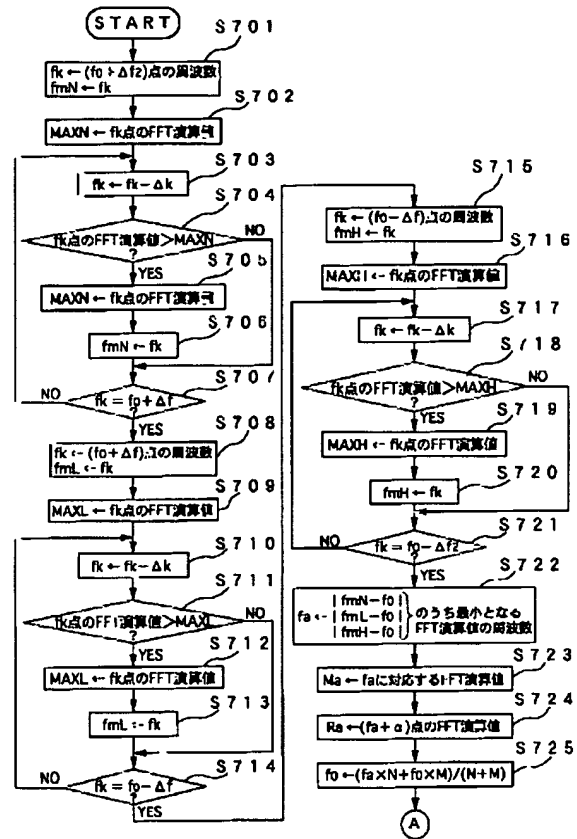 START
S701
fk ← (fo+Δf2)点の周波数
fmN ← fk
S702
MAXN ← fk点のFFT演算値
S703
fk ← fk−Δk
S704
fk点のFFT演算値>MAXN
?
NO
YES
S705
MAXN ← fk点のFFT演算値
S706
fmN ← fk
S707
fk = fo+Δf
?
NO
YES
S708
fk ← (fo+Δf)点の周波数
fmL ← fk
S709
MAXL ← fk点のFFT演算値
S710
fk ← fk−Δk
S711
fk点のFFT演算値>MAXL
?
NO
YES
S712
MAXL ← fk点のFFT演算値
S713
fmL ← fk
S714
fk = fo−Δf
?
NO
YES
S715
fk ← (fo−Δf)点の周波数
fmH ← fk
S716
MAXH ← fk点のFFT演算値
S717
fk ← fk−Δk
S718
fk点のFFT演算値>MAXH
?
NO
YES
S719
MAXH ← fk点のFFT演算値
S720
fmH ← fk
S721
fk = fo−Δf2
?
NO
YES
S722
|fmN−f0|
fa ← |fmL−f0| のうち最小となる
|fmH−f0| FFT演算値の周波数
S723
Ma ← faに対応するFFT演算値
S724
Ra ← (fa+α)点のFFT演算値
S725
fo ← (fa×N+fo×M)/(N+M)
A